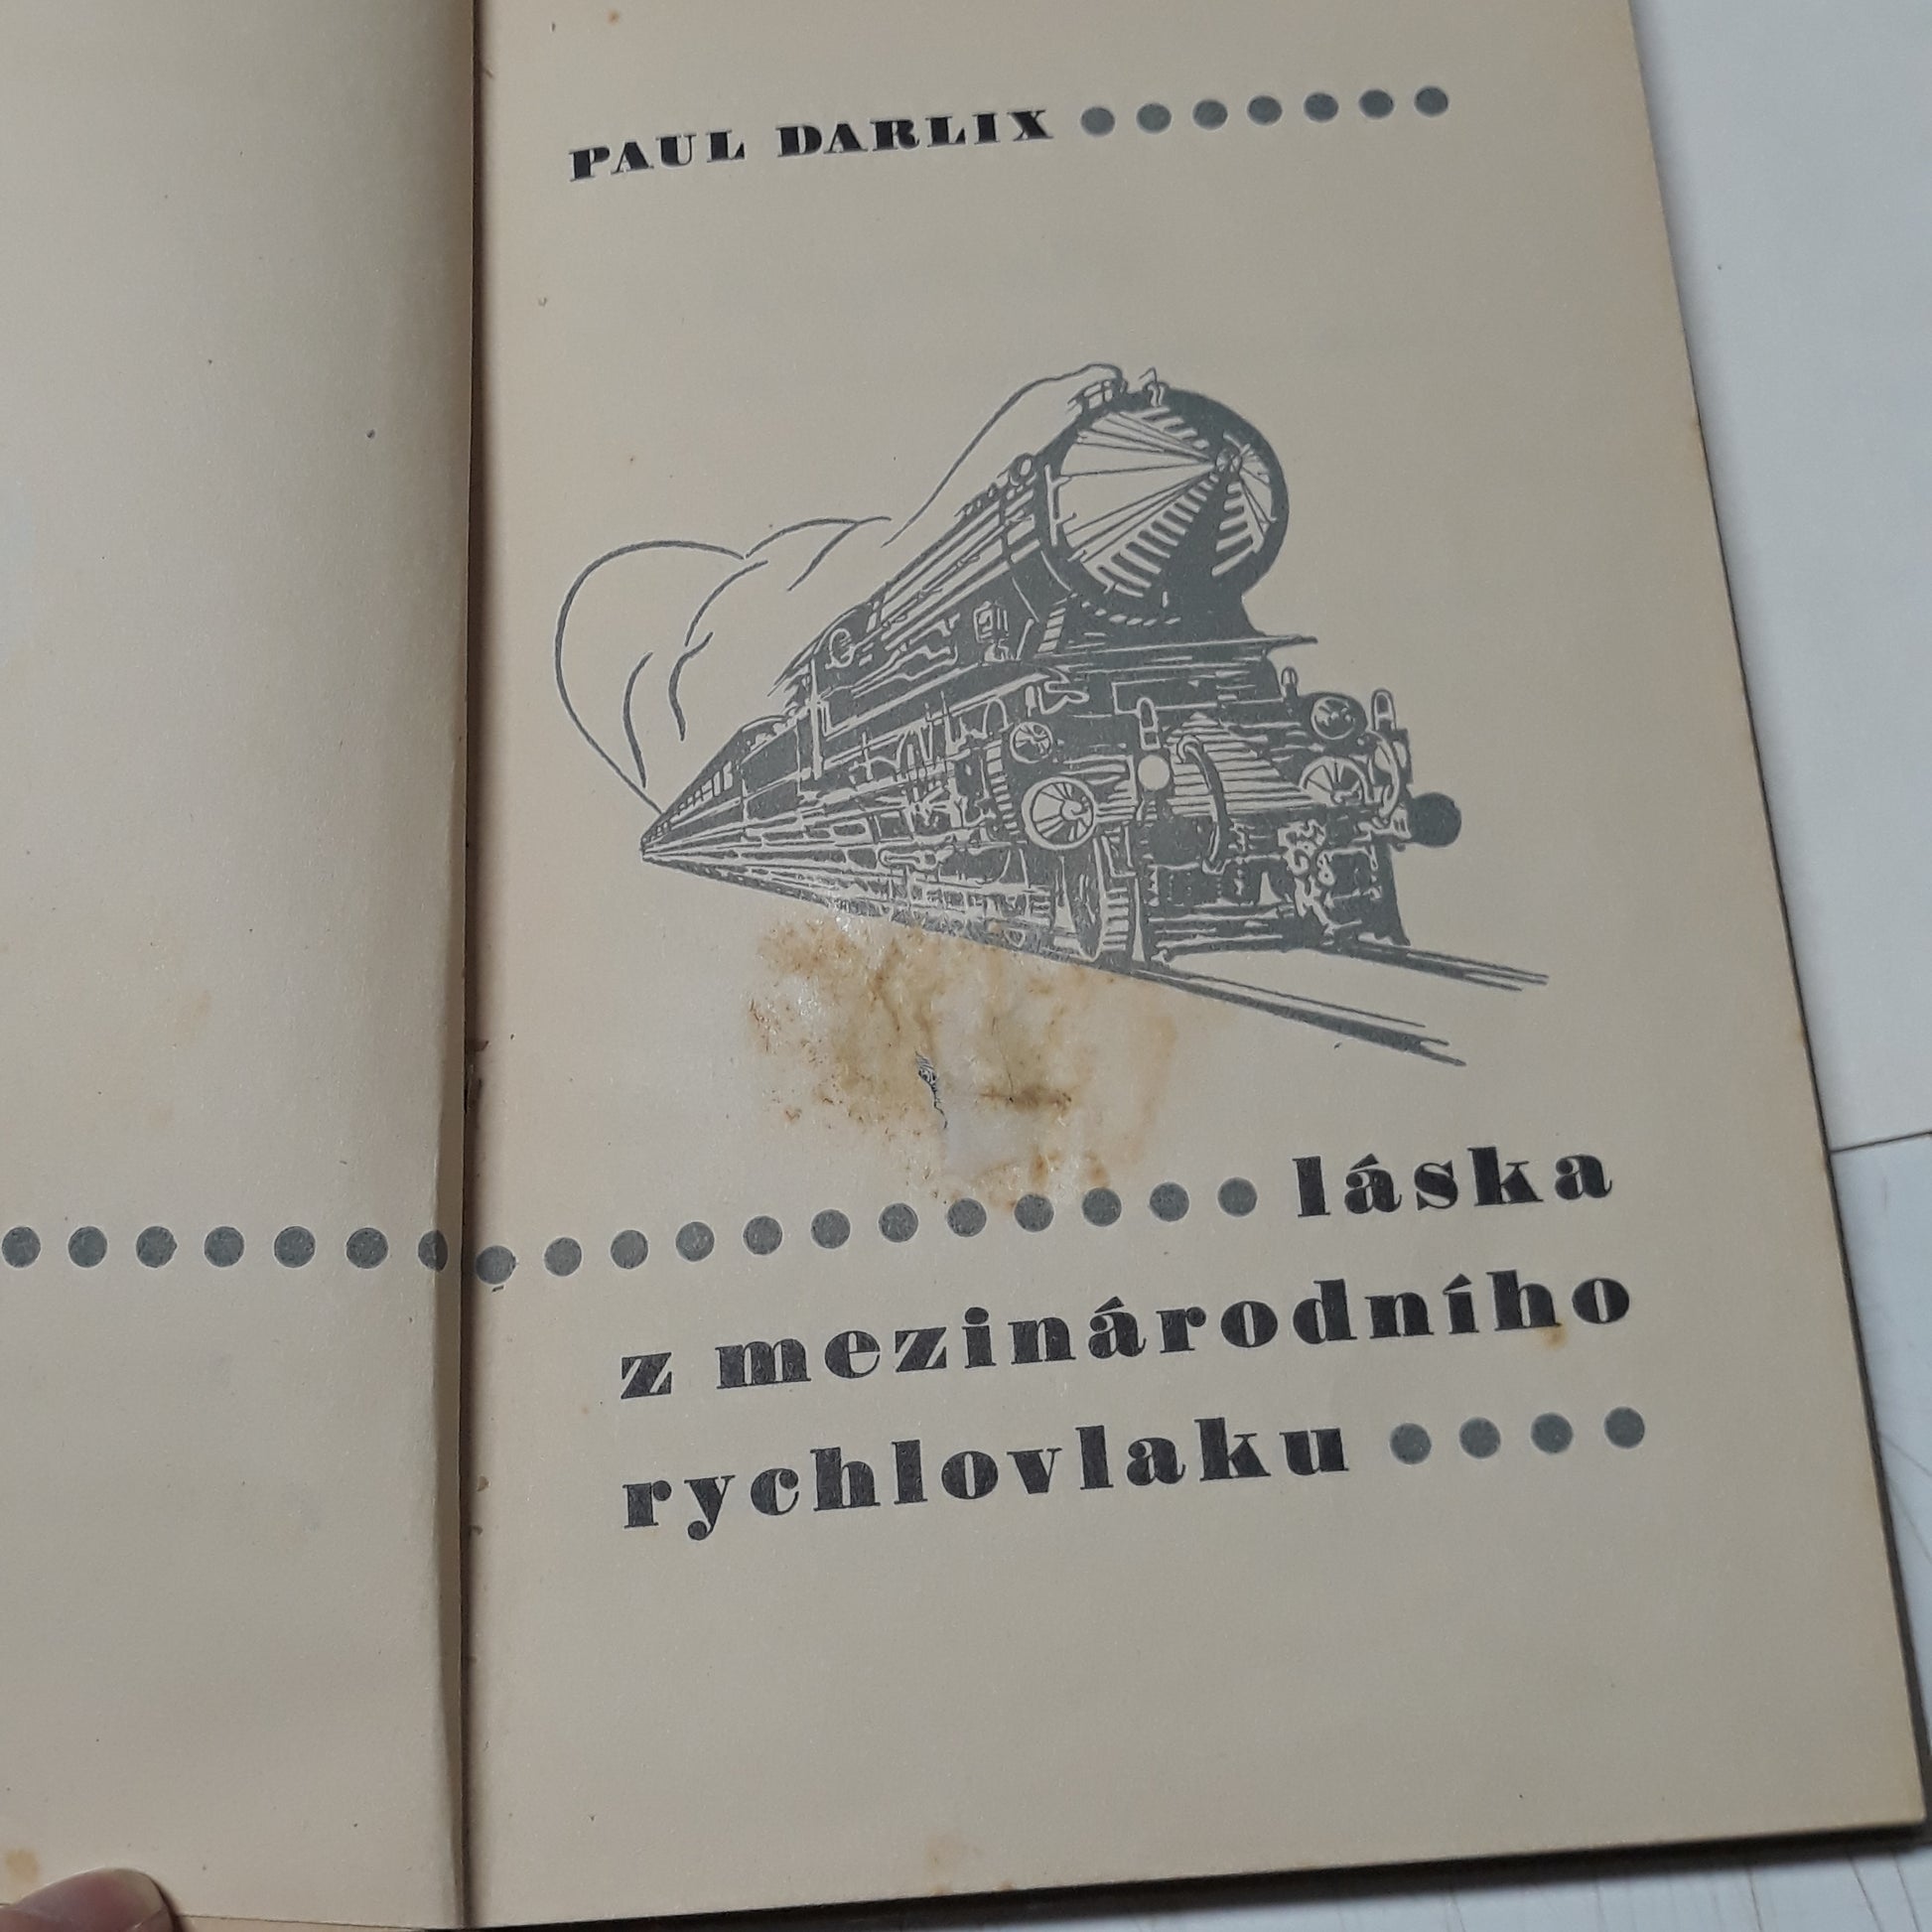 PAUL DARLIX
láska
z mezinárodního
rychlovlaku